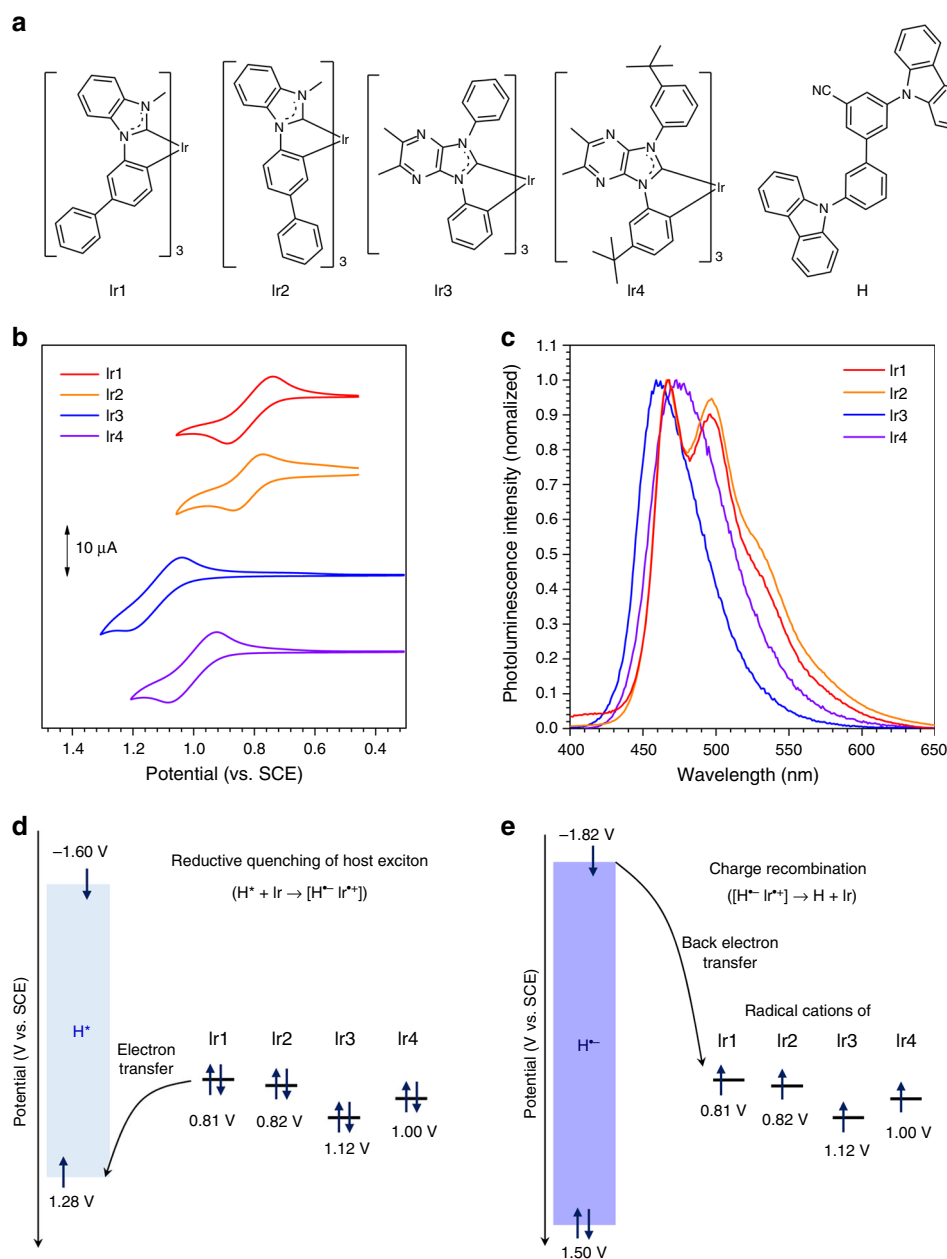 a
N
N
Ir
3
Ir1
N
N
Ir
3
Ir2
N
N
N
N
Ir
3
Ir3
N
N
N
N
Ir
3
Ir4
NC
N
N
H
b
Ir1
Ir2
Ir3
Ir4
10 μA
1.4 1.2 1.0 0.8 0.6 0.4
Potential (vs. SCE)
c
Photoluminescence intensity (nomalized)
1.1
1.0
0.9
0.8
0.7
0.6
0.5
0.4
0.3
0.2
0.1
0.0
Ir1
Ir2
Ir3
Ir4
400 450 500 550 600 650
Wavelength (nm)
d
Potential (V vs. SCE)
–1.60 V
Reductive quenching of host exciton
(H* + Ir → [H•– Ir•+])
H*
Electron
transfer
Ir1 Ir2 Ir3 Ir4
0.81 V 0.82 V 1.12 V 1.00 V
1.28 V
e
Potential (V vs. SCE)
–1.82 V
Charge recombination
([H•– Ir•+] → H + Ir)
Back electron
transfer
H•–
Radical cations of
Ir1 Ir2 Ir3 Ir4
0.81 V 0.82 V 1.12 V 1.00 V
1.50 V